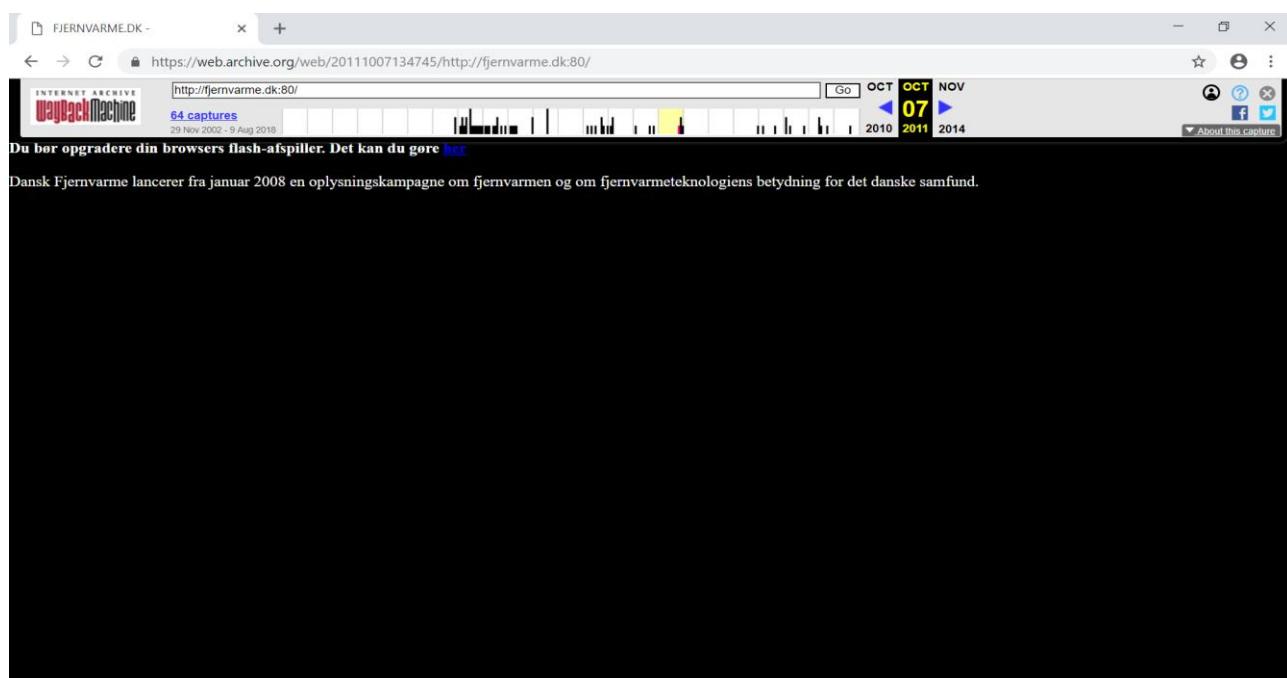 FJERNVARME.DK -
https://web.archive.org/web/20111007134745/http://fjernvarme.dk:80/
INTERNET ARCHIVE
WayBackMachine
http://fjernvarme.dk:80/
Go
OCT OCT NOV
64 captures
07
29 Nov 2002 - 9 Aug 2018
2010 2011 2014
About this capture
Du bør opgradere din browsers flash-afspiller. Det kan du gøre her
Dansk Fjernvarme lancerer fra januar 2008 en oplysningskampagne om fjernvarmen og om fjernvarmeteknologiens betydning for det danske samfund.